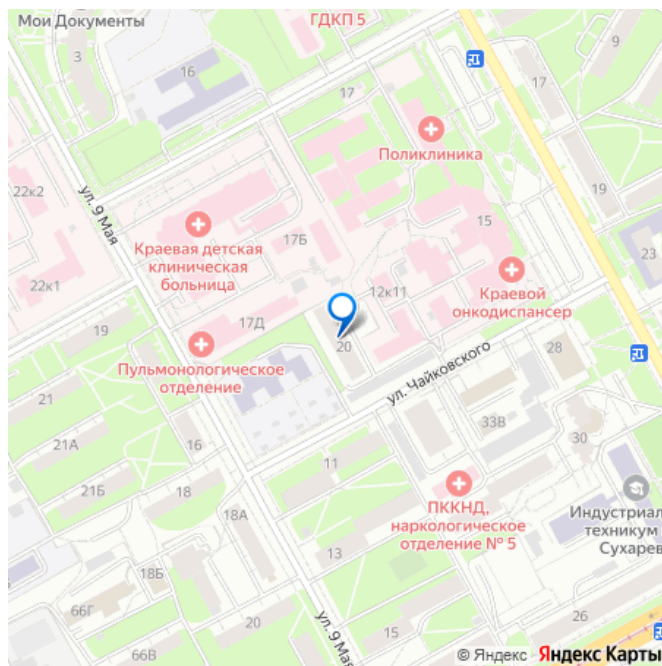 Мои Документы
3
16
ГДКП 5
17
17
9
Поликлиника
19
22к2
ул. 9 Мая
17Б
15
23
Краевая детская
клиническая
больница
22к1
12к11
Краевой
онкодиспансер
19
17Д
Пульмонологическое
отделение
20
28
21
ул. Чайковского
33В
30
21А
16
11
21Б
18
ПККНД,
наркологическое
отделение № 5
Индустриал
техникум
Сухарев
18А
13
18Б
66Г
20
26
66В
ул. 9 Мая
15
© Яндекс Яндекс Карты